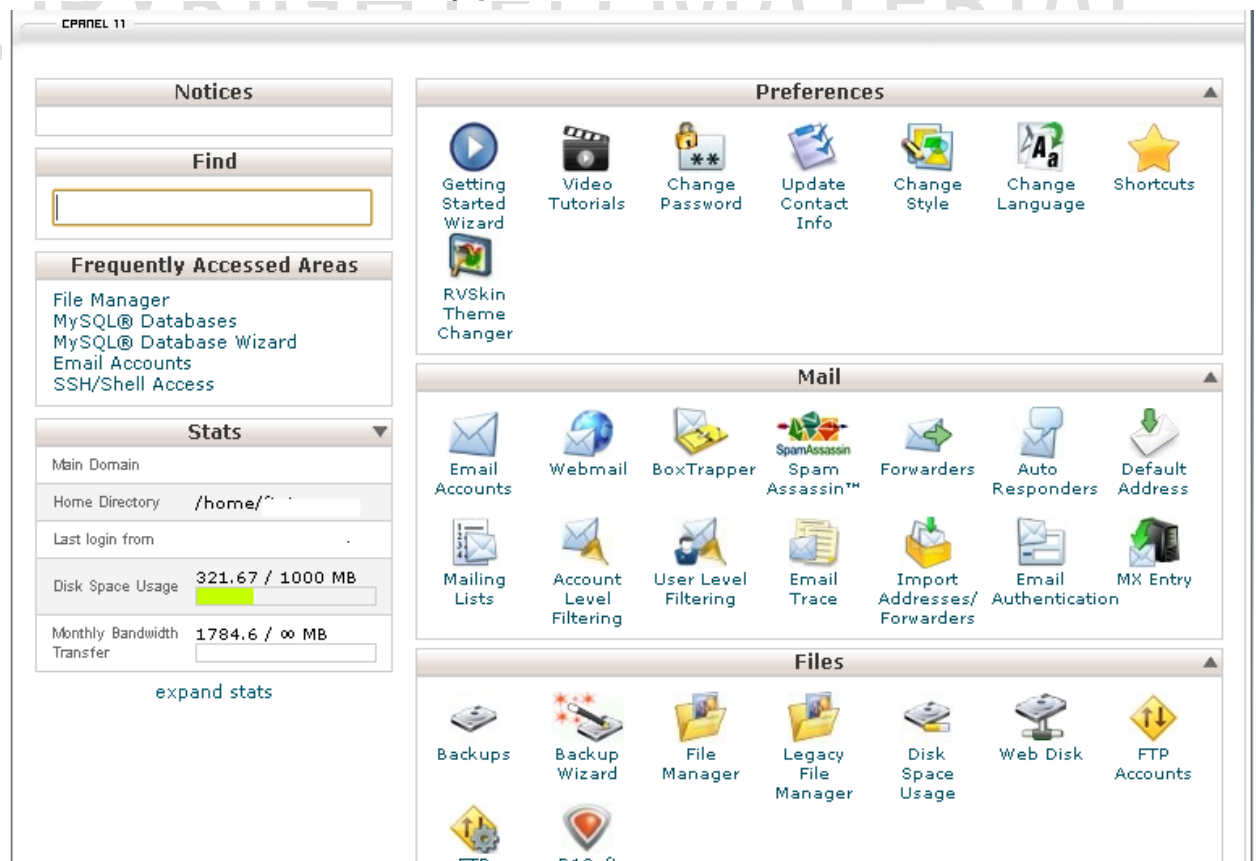 COPYRIGHTED MATERIAL
CPANEL 11
Notices
Find
Frequently Accessed Areas
File Manager
MySQL® Databases
MySQL® Database Wizard
Email Accounts
SSH/Shell Access
Stats
Main Domain
Home Directory /home/
Last login from
Disk Space Usage 321.67 / 1000 MB
Monthly Bandwidth
Transfer
1784.6 / ∞ MB
expand stats
Preferences
Getting
Started
Wizard
Video
Tutorials
Change
Password
Update
Contact
Info
Change
Style
Change
Language
Shortcuts
RVSkin
Theme
Changer
Mail
Email
Accounts
Webmail
BoxTrapper
SpamAssassin
Spam
Assassin™
Forwarders
Auto
Responders
Default
Address
Mailing
Lists
Account
Level
Filtering
User Level
Filtering
Email
Trace
Import
Addresses/
Forwarders
Email
Authentication
MX Entry
Files
Backups
Backup
Wizard
File
Manager
Legacy
File
Manager
Disk
Space
Usage
Web Disk
FTP
Accounts
FTP